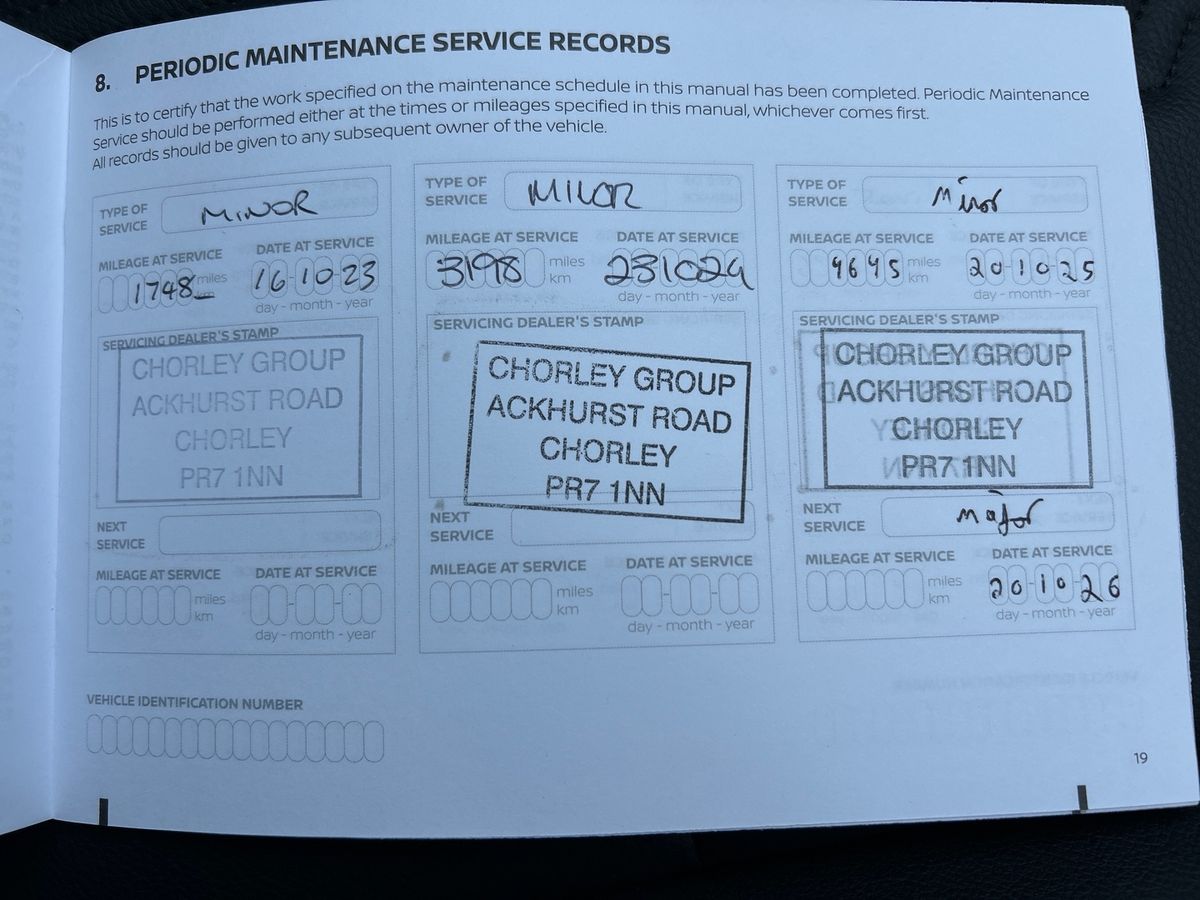 8. PERIODIC MAINTENANCE SERVICE RECORDS
This is to certify that the work specified on the maintenance schedule in this manual has been completed. Periodic Maintenance
Service should be performed either at the times or mileages specified in this manual, whichever comes first.
All records should be given to any subsequent owner of the vehicle.
TYPE OF SERVICE MINOR
MILEAGE AT SERVICE DATE AT SERVICE
1748 miles 16-10-23
day - month - year
SERVICING DEALER'S STAMP
CHORLEY GROUP
ACKHURST ROAD
CHORLEY
PR7 1NN
NEXT
SERVICE
MILEAGE AT SERVICE DATE AT SERVICE
miles
km
day - month - year
TYPE OF
SERVICE MINOR
MILEAGE AT SERVICE DATE AT SERVICE
3198 miles 231024
km
day - month - year
SERVICING DEALER'S STAMP
CHORLEY GROUP
ACKHURST ROAD
CHORLEY
PR7 1NN
NEXT
SERVICE
MILEAGE AT SERVICE DATE AT SERVICE
miles
km
day - month - year
TYPE OF
SERVICE Minor
MILEAGE AT SERVICE DATE AT SERVICE
miles 20-10-25
km
day - month - year
SERVICING DEALER'S STAMP
CHORLEY GROUP
ACKHURST ROAD
CHORLEY
PR7 1NN
NEXT
SERVICE major
MILEAGE AT SERVICE DATE AT SERVICE
miles 20-10-26
km
day - month - year
VEHICLE IDENTIFICATION NUMBER
19